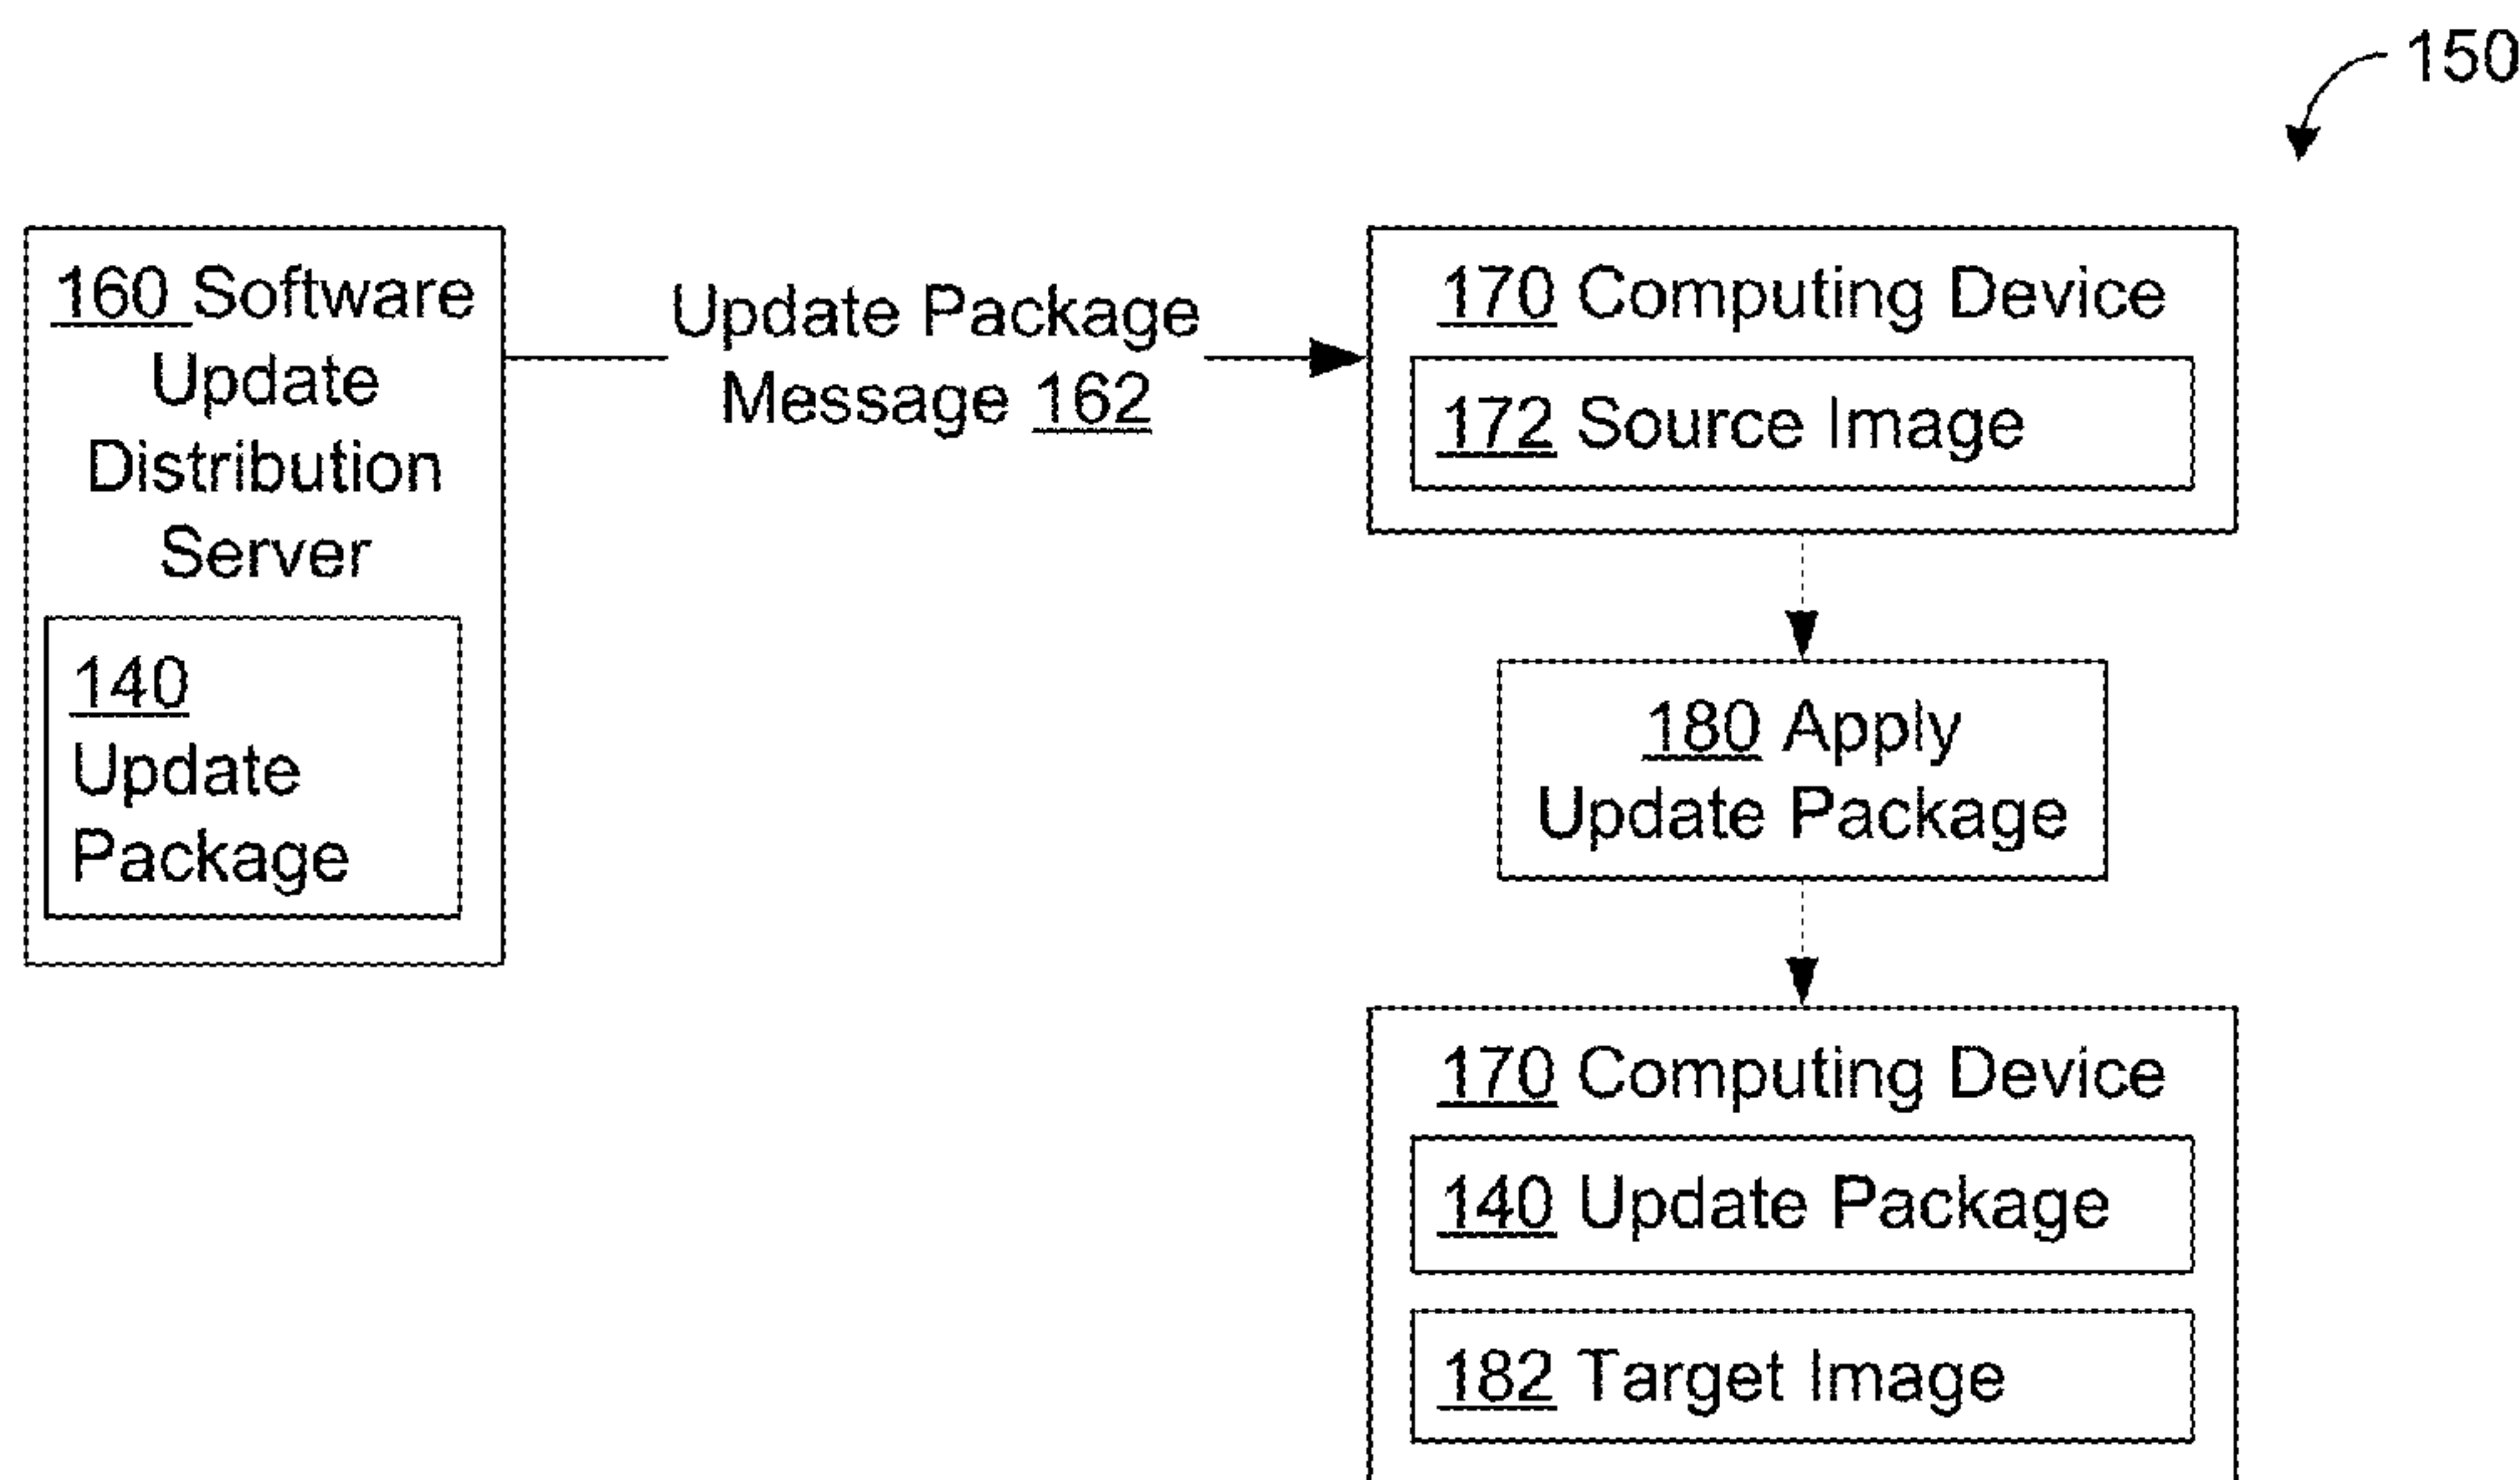 150
160 Software
Update
Distribution
Server
140
Update
Package
Update Package
Message 162
170 Computing Device
172 Source Image
180 Apply
Update Package
170 Computing Device
140 Update Package
182 Target Image